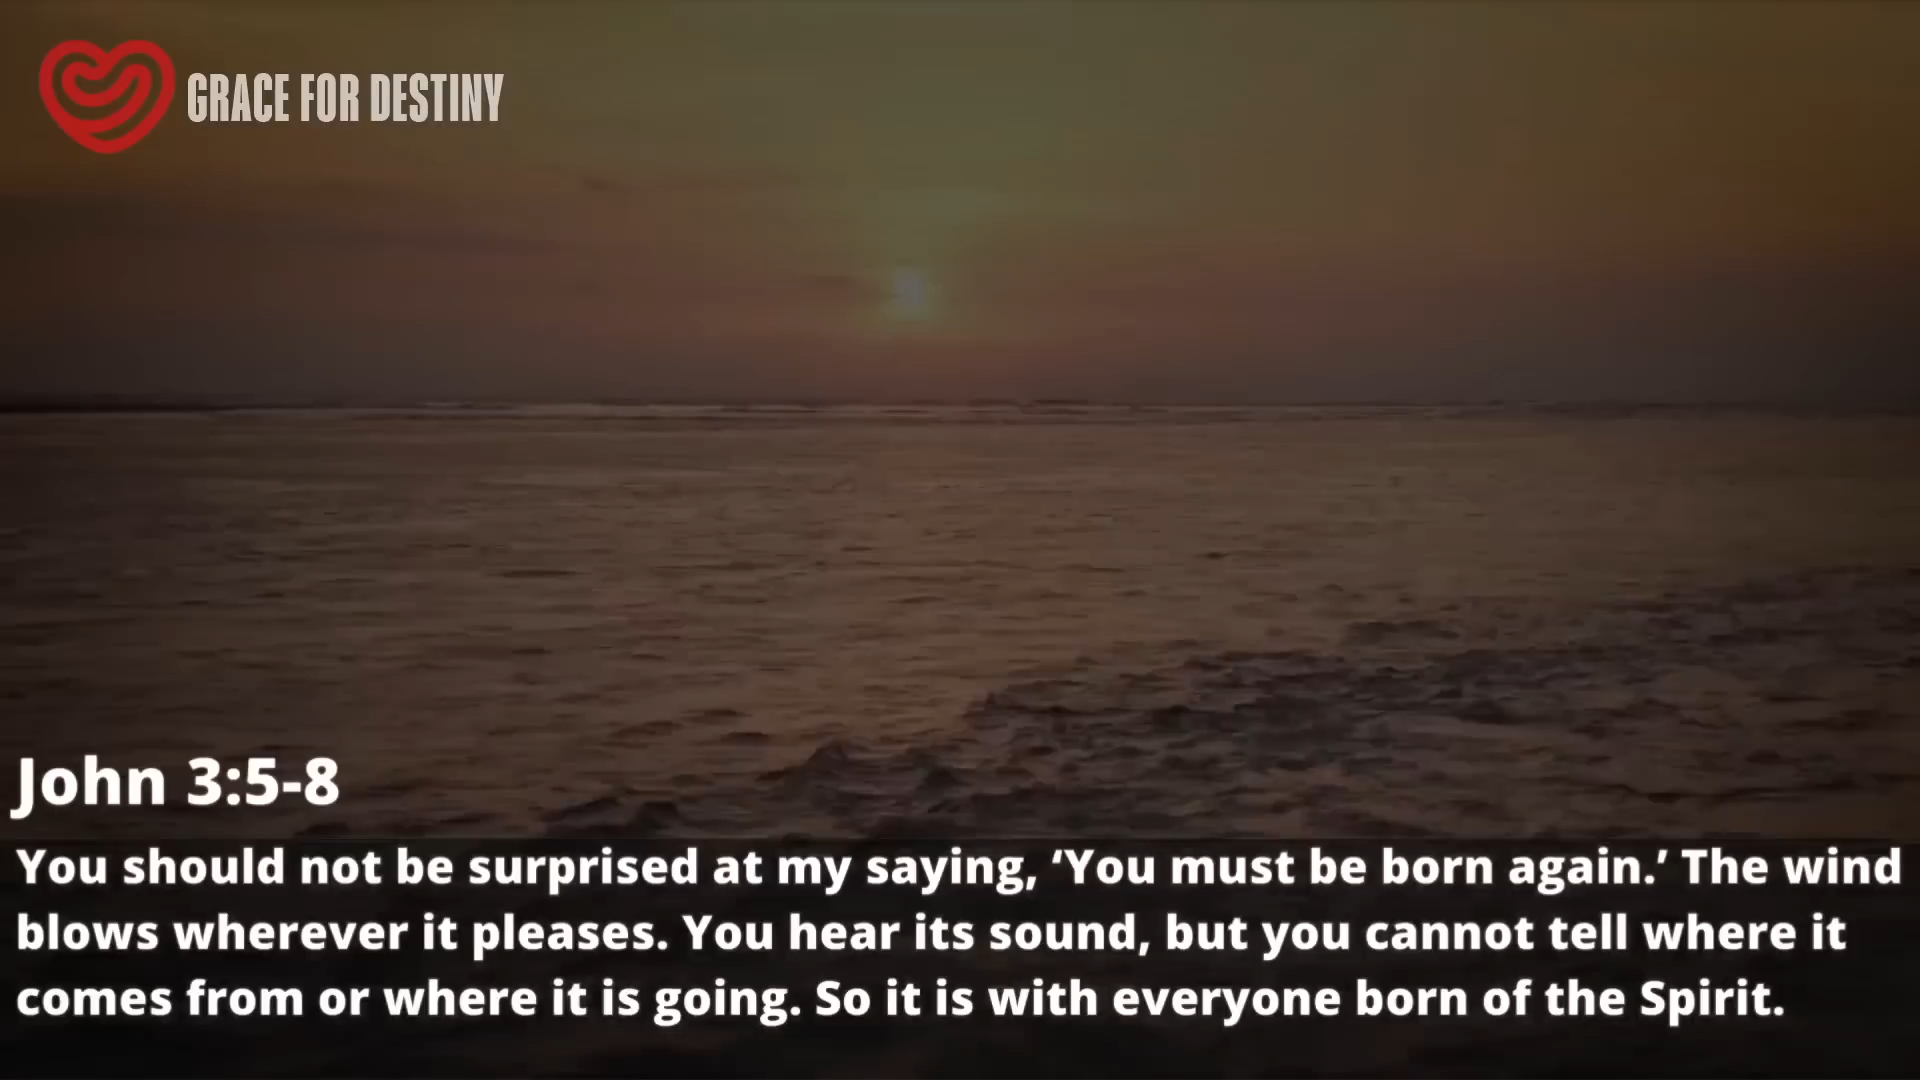 GRACE FOR DESTINY
John 3:5-8
You should not be surprised at my saying, ‘You must be born again.’ The wind
blows wherever it pleases. You hear its sound, but you cannot tell where it
comes from or where it is going. So it is with everyone born of the Spirit.